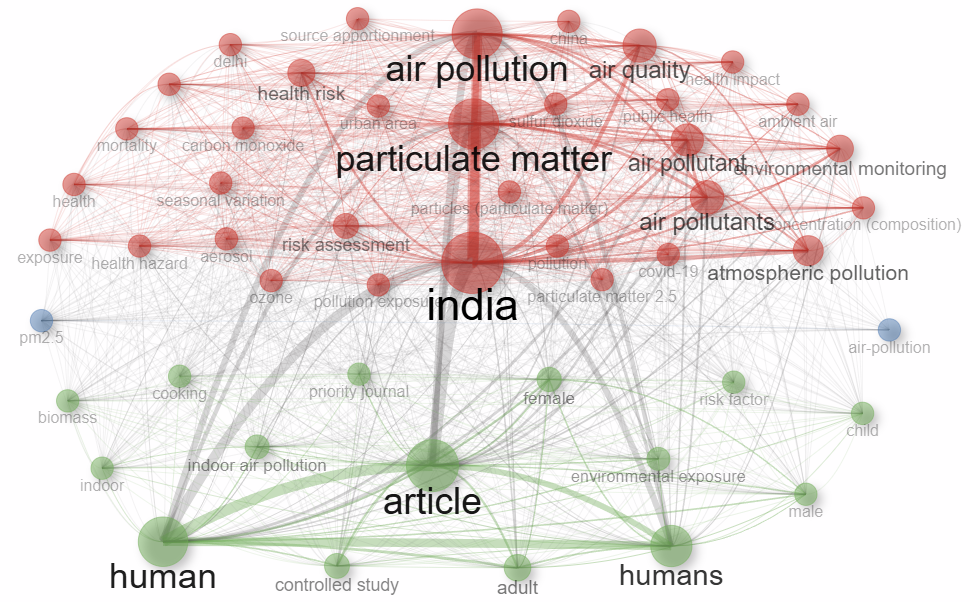 source apportionment
china
delhi
air pollution
air quality
health impact
health risk
urban area
sulfur dioxide
public health
ambient air
mortality
carbon monoxide
particulate matter
air pollutant
environmental monitoring
health
seasonal variation
particles (particulate matter)
air pollutants
concentration (composition)
exposure
health hazard
aerosol
risk assessment
pollution
covid-19
atmospheric pollution
ozone
pollution exposure
india
particulate matter 2.5
pm2.5
air-pollution
cooking
priority journal
female
risk factor
biomass
child
indoor air pollution
environmental exposure
indoor
article
male
human
controlled study
adult
humans